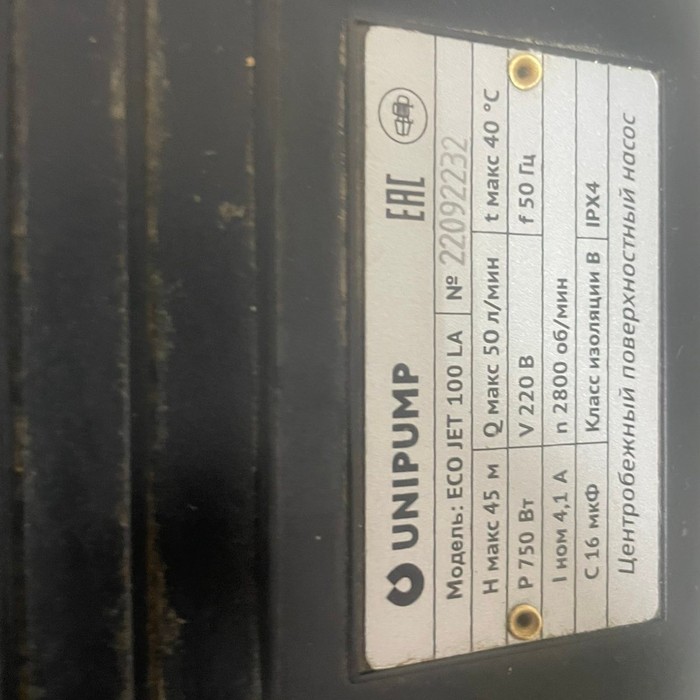 UNIPUMP EAC
Модель: ECO JET 100 LA № 22092232
H макс 45 м Q макс 50 л/мин t макс 40 °C
P 750 Вт V 220 В f 50 Гц
I ном 4,1 А n 2800 об/мин
C 16 мкФ Класс изоляции B IPX4
Центробежный поверхностный насос